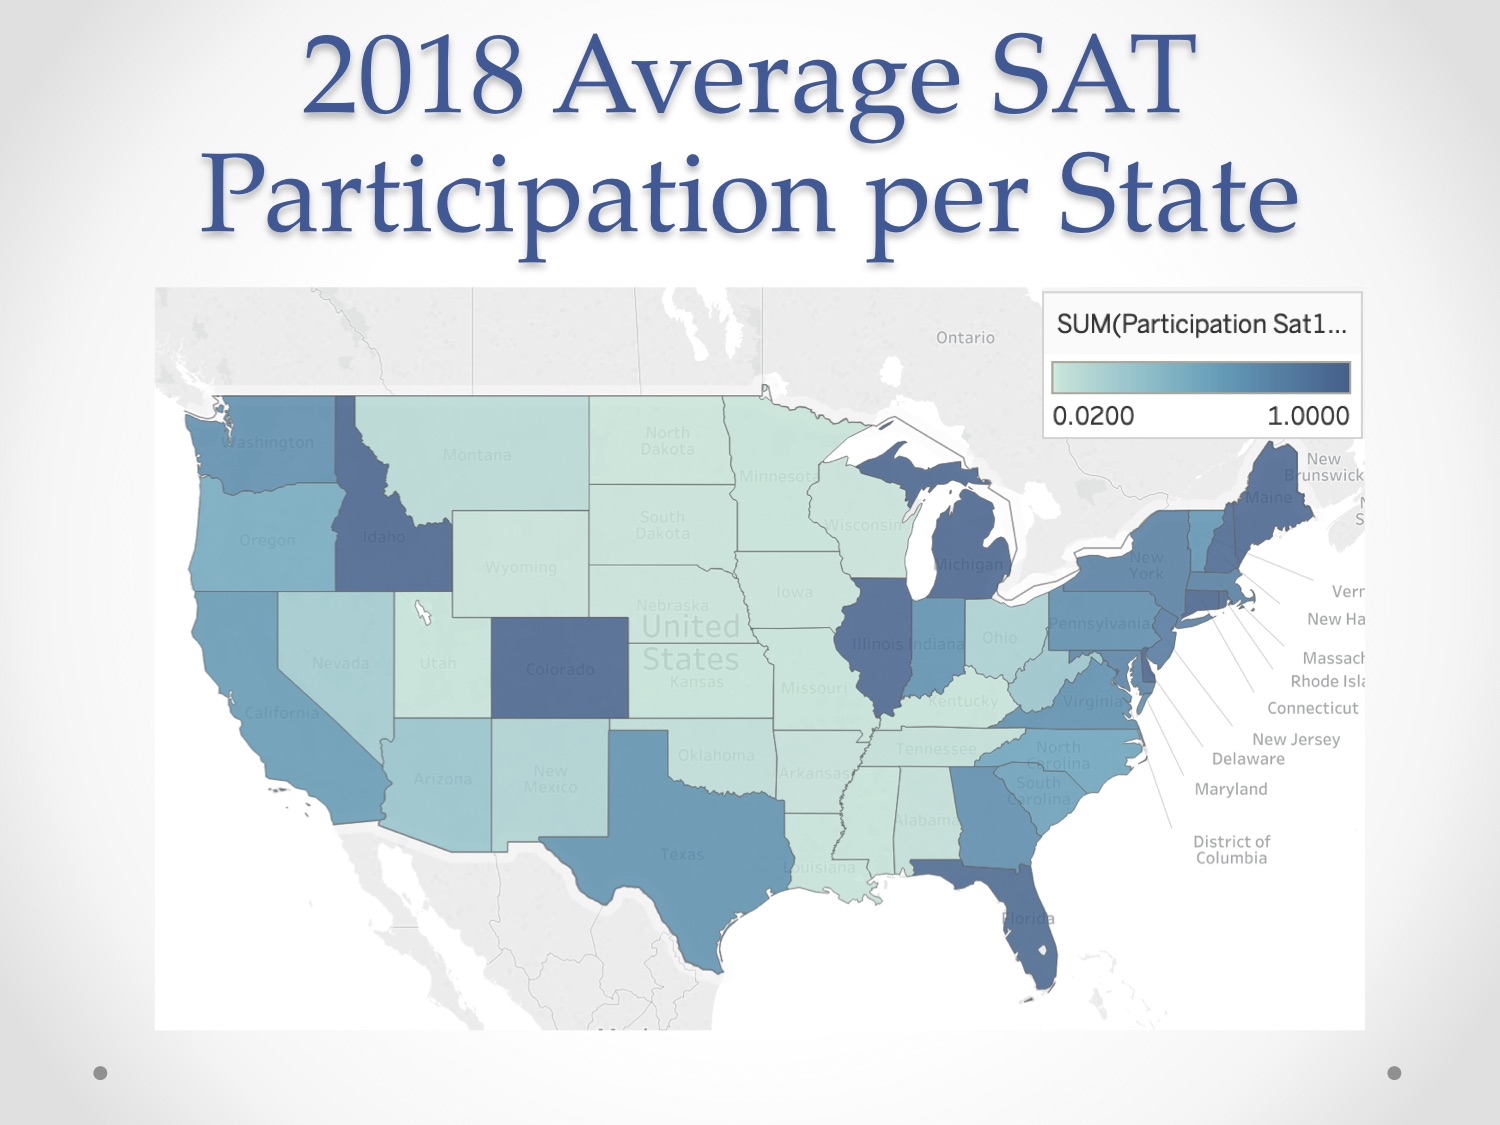 2018 Average SAT
Participation per State
Ontario
SUM(Participation Sat1...
0.0200 1.0000
New
Brunswick
Washington
Montana
North
Dakota
Minnesota
Maine
Oregon
Idaho
South
Dakota
Wisconsin
Michigan
New
York
Wyoming
Iowa
Nebraska
United
States
Vern
New Ha
Pennsylvania
Ohio
Illinois
Indiana
Nevada
Utah
Colorado
Kansas
Missouri
Massach
Rhode Isla
Kentucky
Virginia
Connecticut
California
New Jersey
Delaware
Oklahoma
Tennessee
North
Carolina
Arizona
New
Mexico
Arkansas
South
Carolina
Maryland
Alabama
Texas
Louisiana
District of
Columbia
Florida